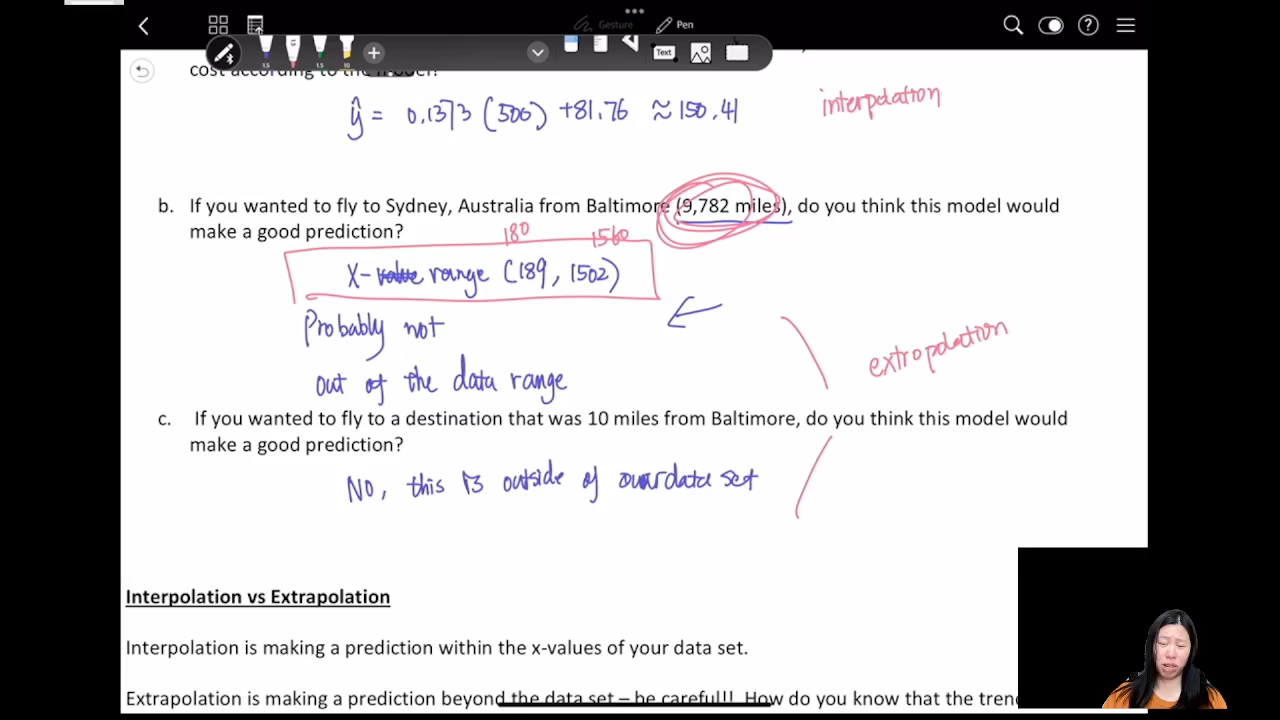 Gesture
Pen
Text
cost according to the model?
ŷ = 0.1373 (500) +81.76 ≈ 150.41
interpolation
b. If you wanted to fly to Sydney, Australia from Baltimore (9,782 miles), do you think this model would
make a good prediction?
180 1560
X-value range (189, 1502)
Probably not
out of the data range
extropolation
c. If you wanted to fly to a destination that was 10 miles from Baltimore, do you think this model would
make a good prediction?
No, this is outside of our data set
Interpolation vs Extrapolation
Interpolation is making a prediction within the x-values of your data set.
Extrapolation is making a prediction beyond the data set – be careful!! How do you know that the tren